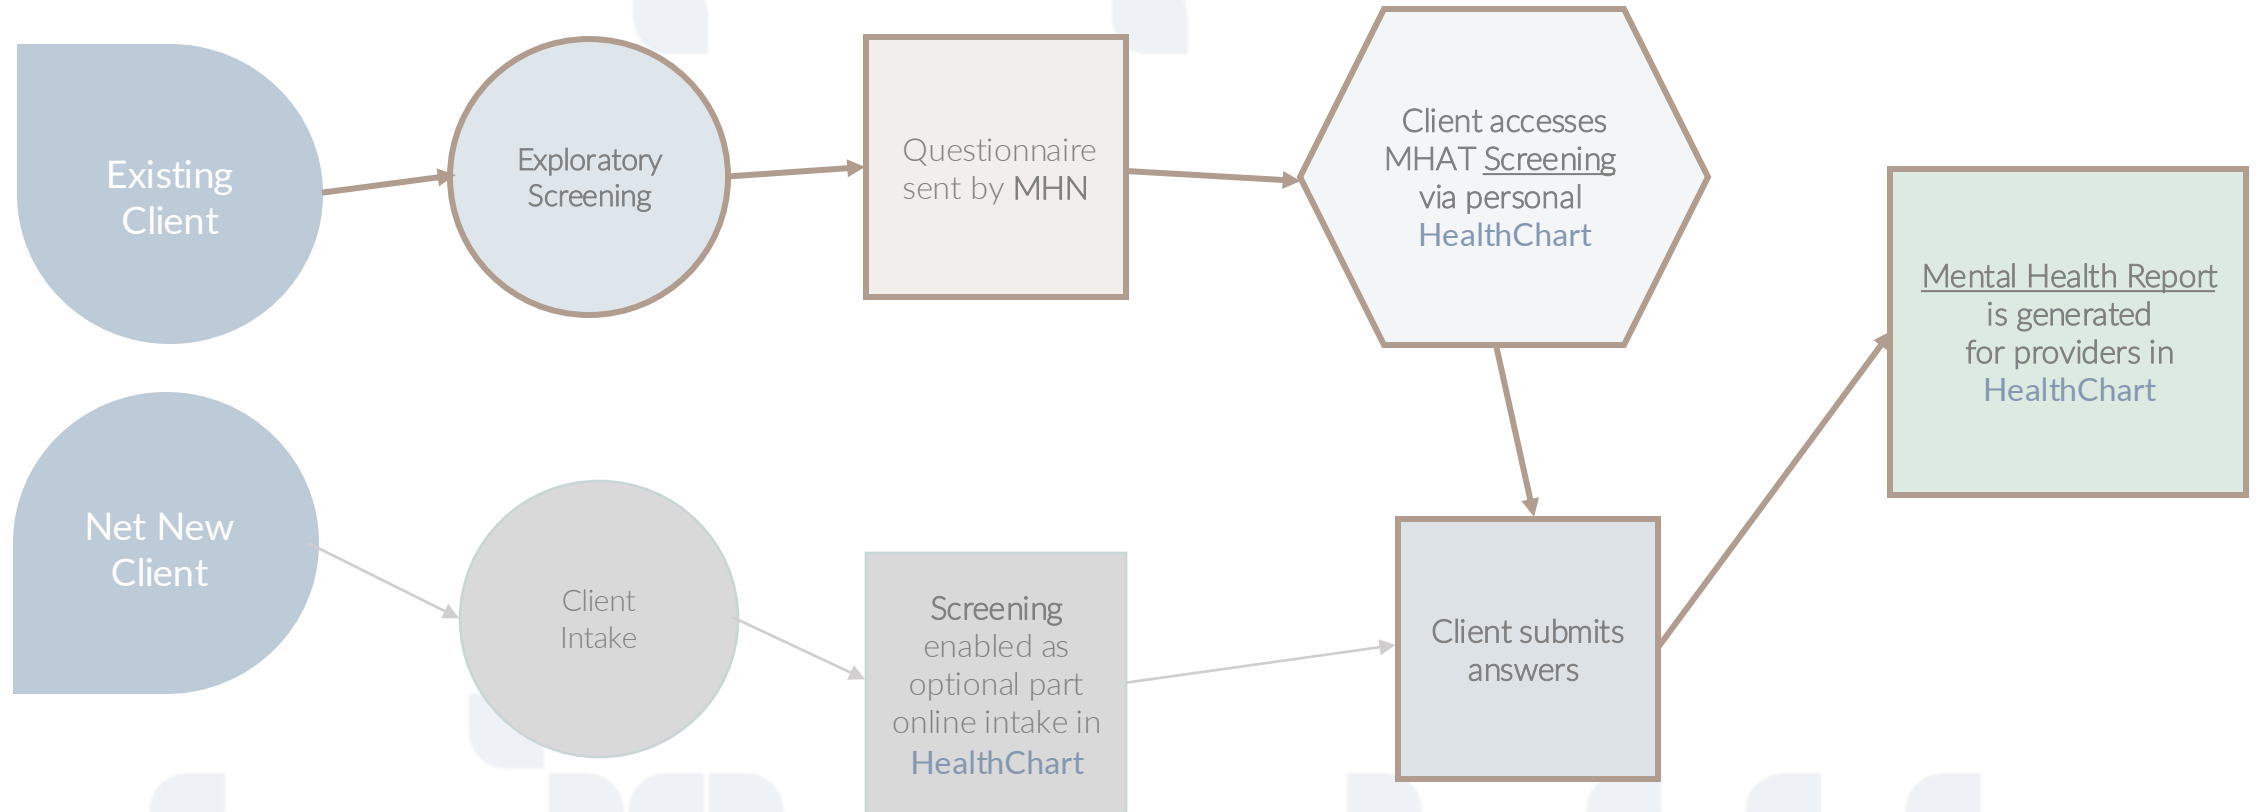 Existing
Client
Exploratory
Screening
Questionnaire
sent by MHN
Client accesses
MHAT Screening
via personal
HealthChart
Mental Health Report
is generated
for providers in
HealthChart
Net New
Client
Client
Intake
Screening
enabled as
optional part
online intake in
HealthChart
Client submits
answers